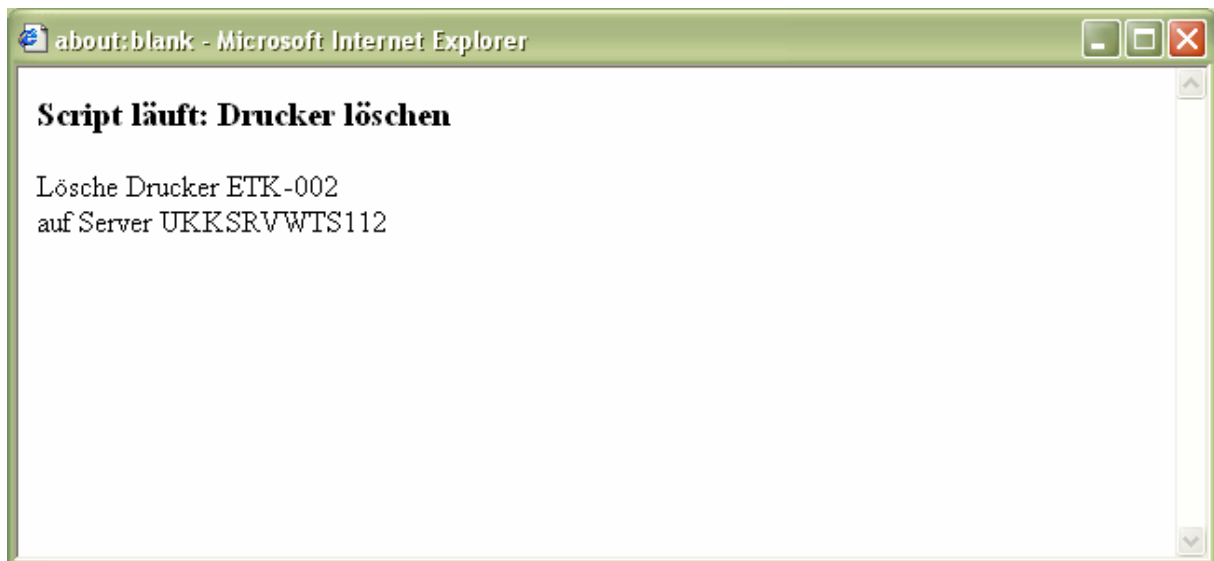 about:blank - Microsoft Internet Explorer
Script läuft: Drucker löschen
Lösche Drucker ETK-002
auf Server UKKSRVWTS112